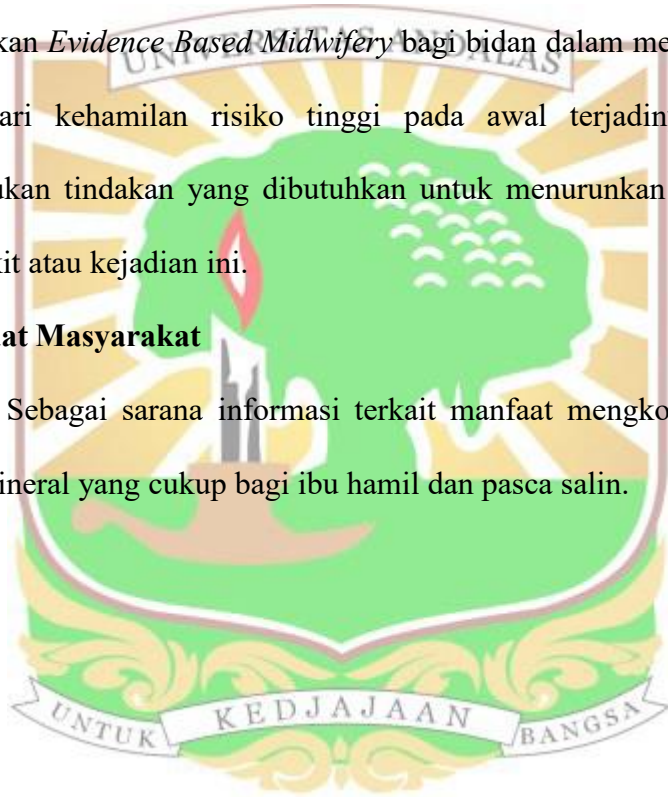 kan Evidence Based Midwifery bagi bidan dalam me
UNIVERSITAS ANDALAS
ari kehamilan risiko tinggi pada awal terjadin
ukan tindakan yang dibutuhkan untuk menurunkan
it atau kejadian ini.
at Masyarakat
Sebagai sarana informasi terkait manfaat mengko
ineral yang cukup bagi ibu hamil dan pasca salin.
UNTUK KEDJAJAAN BANGSA